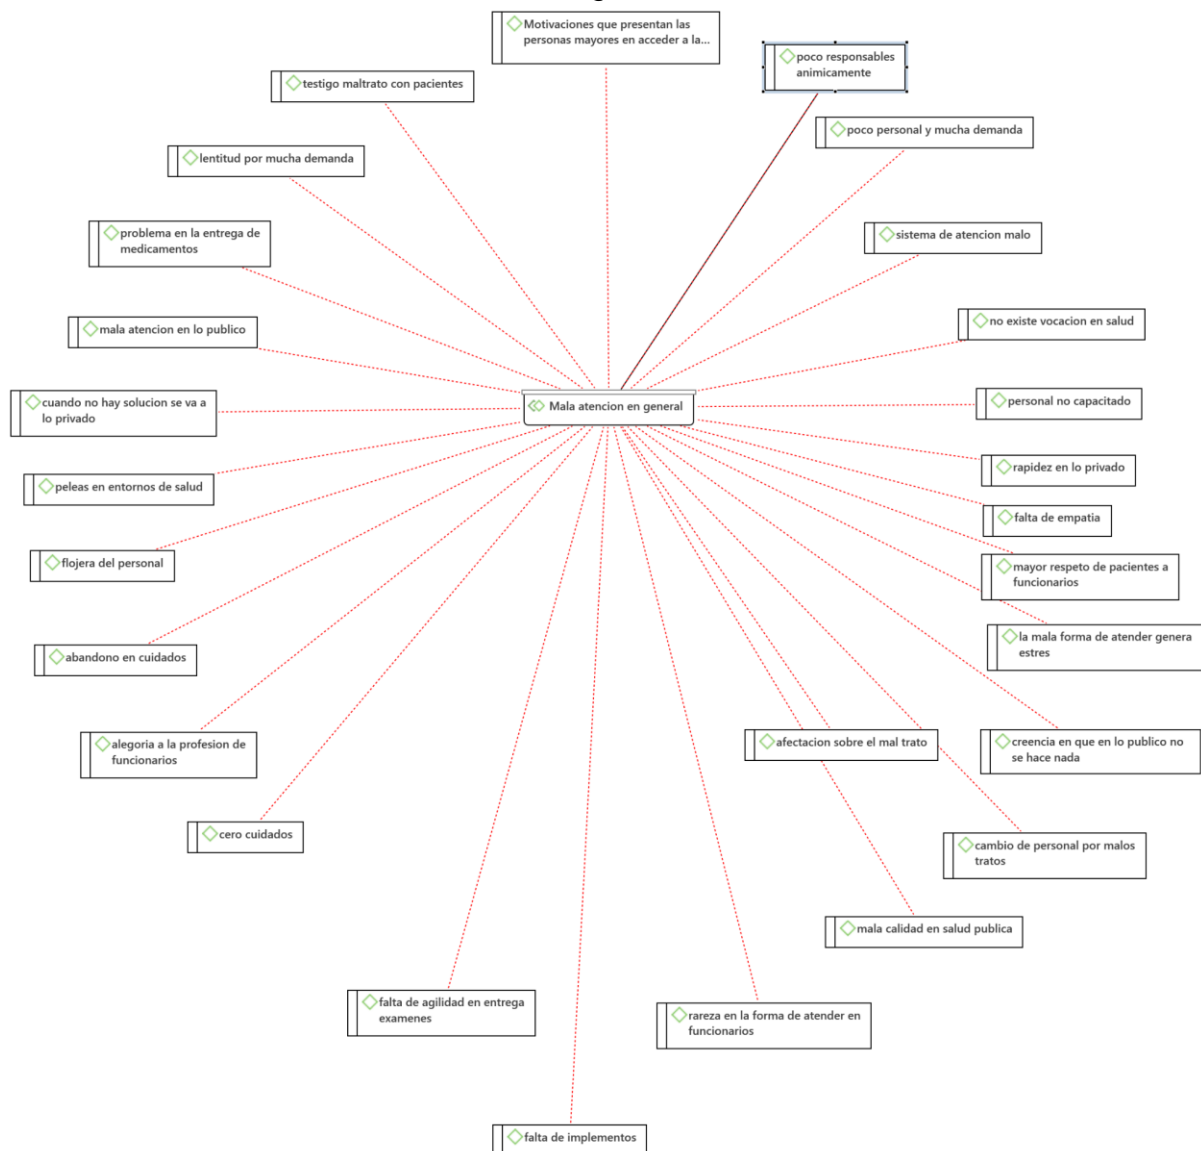 Motivaciones que presentan las
personas mayores en acceder a la...
poco responsables
animicamente
testigo maltrato con pacientes
poco personal y mucha demanda
lentitud por mucha demanda
problema en la entrega de
medicamentos
sistema de atencion malo
mala atencion en lo publico
no existe vocacion en salud
cuando no hay solucion se va a
lo privado
Mala atencion en general
personal no capacitado
peleas en entornos de salud
rapidez en lo privado
falta de empatia
flojera del personal
mayor respeto de pacientes a
funcionarios
abandono en cuidados
la mala forma de atender genera
estres
alegoria a la profesion de
funcionarios
afectacion sobre el mal trato
creencia en que en lo publico no
se hace nada
cero cuidados
cambio de personal por malos
tratos
mala calidad en salud publica
falta de agilidad en entrega
examenes
rareza en la forma de atender en
funcionarios
falta de implementos